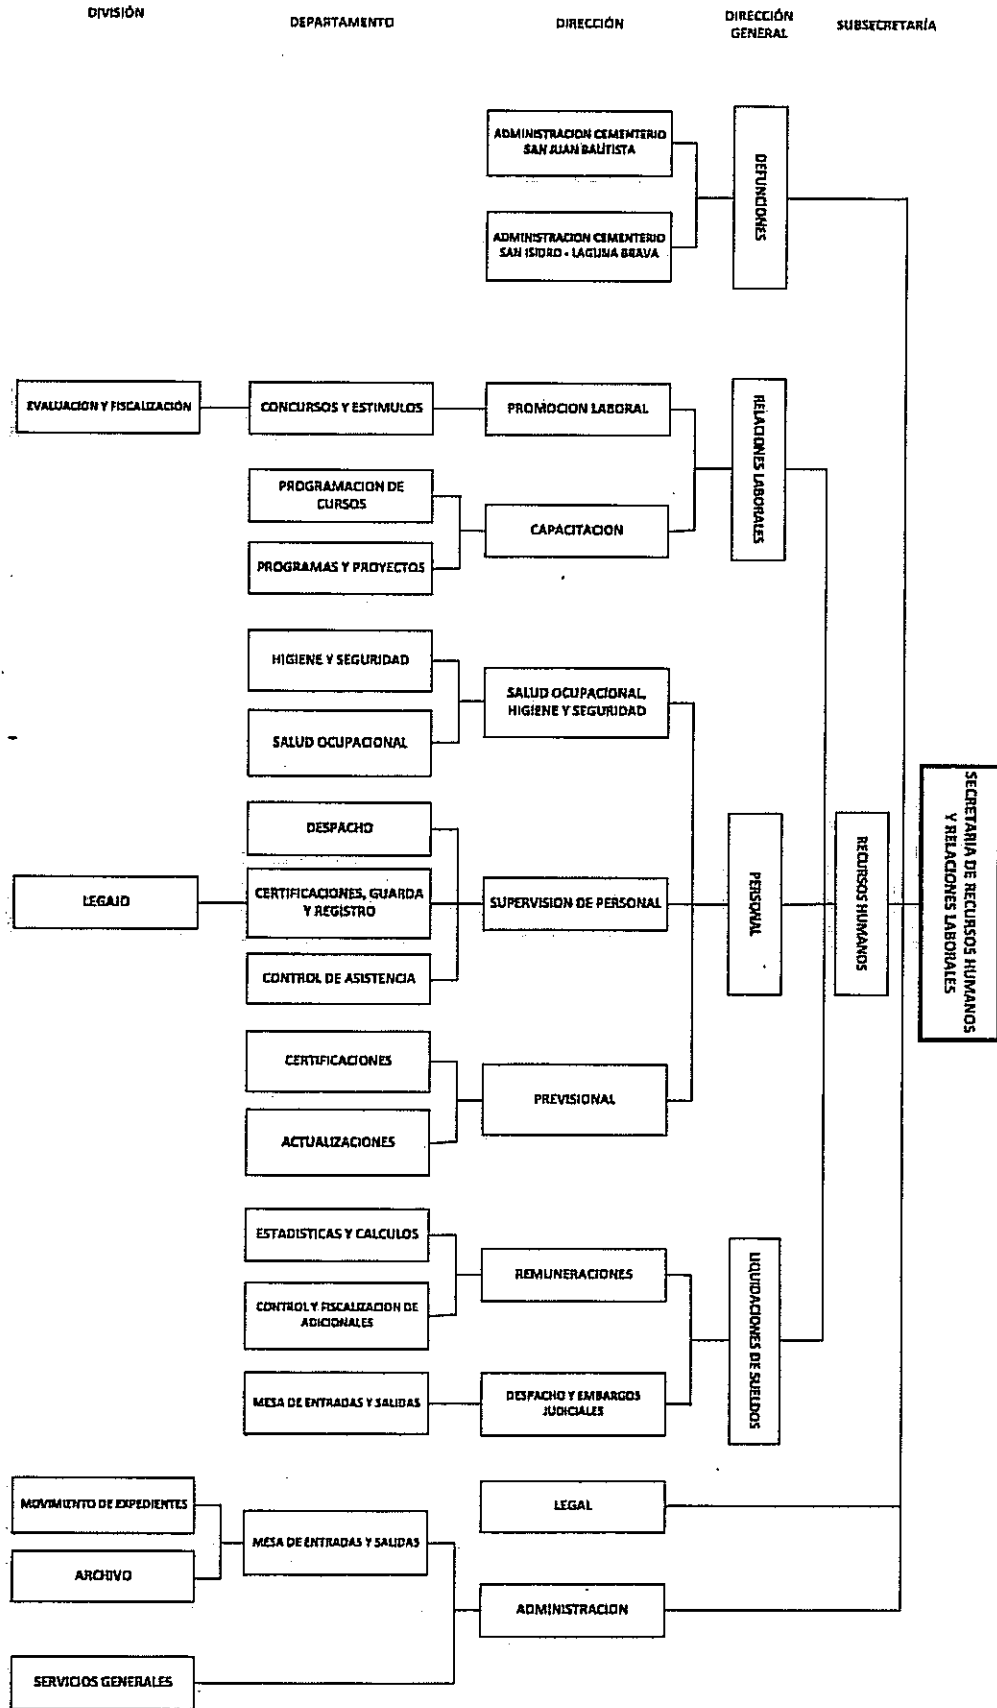 DIVISIÓN
DEPARTAMENTO
DIRECCIÓN
DIRECCIÓN
GENERAL
SUBSECRETARÍA
ADMINISTRACION CEMENTERIO
SAN JUAN BAUTISTA
ADMINISTRACION CEMENTERIO
SAN ISIDRO - LAGUNA BRAVA
DEFUNCIONES
EVALUACION Y FISCALIZACIÓN
CONCURSOS Y ESTIMULOS
PROMOCION LABORAL
RELACIONES LABORALES
PROGRAMACION DE
CURSOS
CAPACITACION
PROGRAMAS Y PROYECTOS
HIGIENE Y SEGURIDAD
SALUD OCUPACIONAL,
HIGIENE Y SEGURIDAD
SALUD OCUPACIONAL
DESPACHO
LEGAJO
CERTIFICACIONES, GUARDA
Y REGISTRO
SUPERVISION DE PERSONAL
PERSONAL
RECURSOS HUMANOS
SECRETARIA DE RECURSOS HUMANOS
Y RELACIONES LABORALES
CONTROL DE ASISTENCIA
CERTIFICACIONES
PREVISIONAL
ACTUALIZACIONES
ESTADISTICAS Y CALCULOS
REMUNERACIONES
CONTROL Y FISCALIZACION DE
ADICIONALES
LIQUIDACIONES DE SUELDOS
MESA DE ENTRADAS Y SALIDAS
DESPACHO Y EMBARGOS
JUDICIALES
MOVIMIENTO DE EXPEDIENTES
LEGAL
MESA DE ENTRADAS Y SALIDAS
ARCHIVO
ADMINISTRACION
SERVICIOS GENERALES